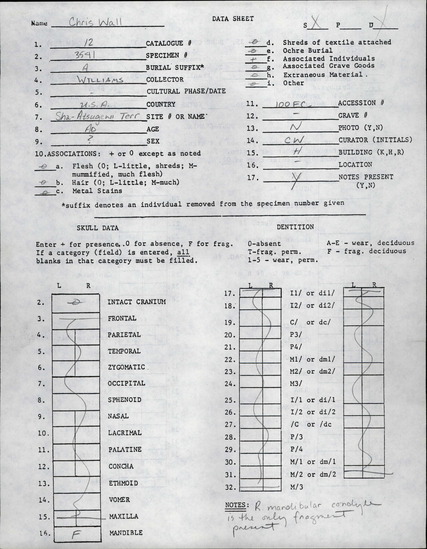 DATA SHEET
Name Chris Wall S P U
1. 12 CATALOGUE #
2. 3591 SPECIMEN #
3. A BURIAL SUFFIX*
4. WILLIAMS COLLECTOR
5. - CULTURAL PHASE/DATE
6. U.S.A. COUNTRY
7. Sha-Atsugewi Terr SITE # OR NAME
8. AD AGE
9. ? SEX
10. ASSOCIATIONS: + or 0 except as noted
a. Flesh (0; L-little, shreds; M-
mummified, much flesh)
b. Hair (0; L-little; M-much)
c. Metal Stains
d. Shreds of textile attached
e. Ochre Burial
+ f. Associated Individuals
g. Associated Grave Goods
h. Extraneous Material
i. Other
11. ACCESSION #
12. - GRAVE #
13. N PHOTO (Y,N)
14. CW CURATOR (INITIALS)
15. H BUILDING (K,H,R)
16. - LOCATION
17. Y NOTES PRESENT
(Y,N)
*suffix denotes an individual removed from the specimen number given
SKULL DATA
Enter + for presence, 0 for absence, F for frag.
If a category (field) is entered, all
blanks in that category must be filled.
L R
2. 0 INTACT CRANIUM
3. FRONTAL
4. PARIETAL
5. TEMPORAL
6. ZYGOMATIC
7. OCCIPITAL
8. SPHENOID
9. NASAL
10. LACRIMAL
11. PALATINE
12. CONCHA
13. ETHMOID
14. VOMER
15. MAXILLA
16. F MANDIBLE
DENTITION
0-absent A-E - wear, deciduous
T-frag. perm. F - frag. deciduous
1-5 - wear, perm.
L R L R
17. I1/ or di1/
18. I2/ or di2/
19. C/ or dc/
20. P3/
21. P4/
22. M1/ or dm1/
23. M2/ or dm2/
24. M3/
25. I/1 or di/1
26. I/2 or di/2
27. /C or /dc
28. P/3
29. P/4
30. M/1 or dm/1
31. M/2 or dm/2
32. M/3
NOTES: R mandibular condyle
is the only fragment
present